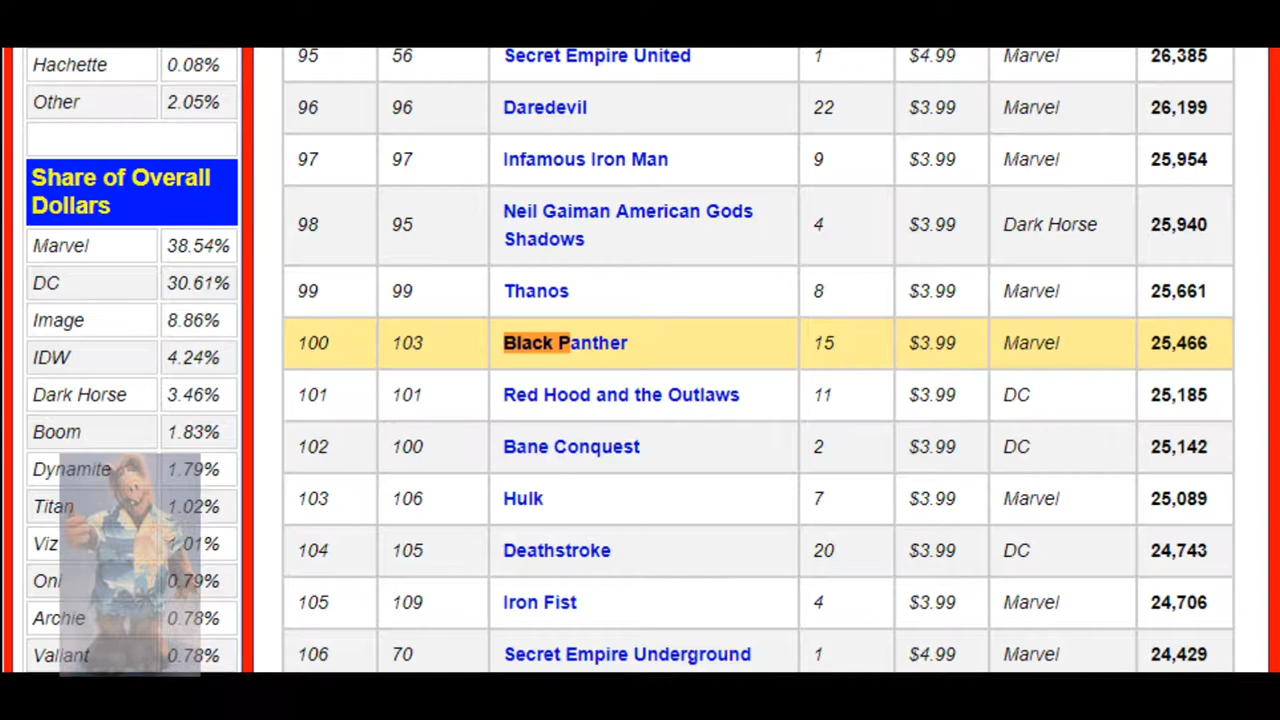 Hachette 0.08%
Other 2.05%
Share of Overall
Dollars
Marvel 38.54%
DC 30.61%
Image 8.86%
IDW 4.24%
Dark Horse 3.46%
Boom 1.83%
Dynamite 1.79%
Titan 1.02%
Viz 1.01%
Oni 0.79%
Archie 0.78%
Valiant 0.78%
95 56 Secret Empire United 1 $4.99 Marvel 26,385
96 96 Daredevil 22 $3.99 Marvel 26,199
97 97 Infamous Iron Man 9 $3.99 Marvel 25,954
98 95 Neil Gaiman American Gods
Shadows 4 $3.99 Dark Horse 25,940
99 99 Thanos 8 $3.99 Marvel 25,661
100 103 Black Panther 15 $3.99 Marvel 25,466
101 101 Red Hood and the Outlaws 11 $3.99 DC 25,185
102 100 Bane Conquest 2 $3.99 DC 25,142
103 106 Hulk 7 $3.99 Marvel 25,089
104 105 Deathstroke 20 $3.99 DC 24,743
105 109 Iron Fist 4 $3.99 Marvel 24,706
106 70 Secret Empire Underground 1 $4.99 Marvel 24,429